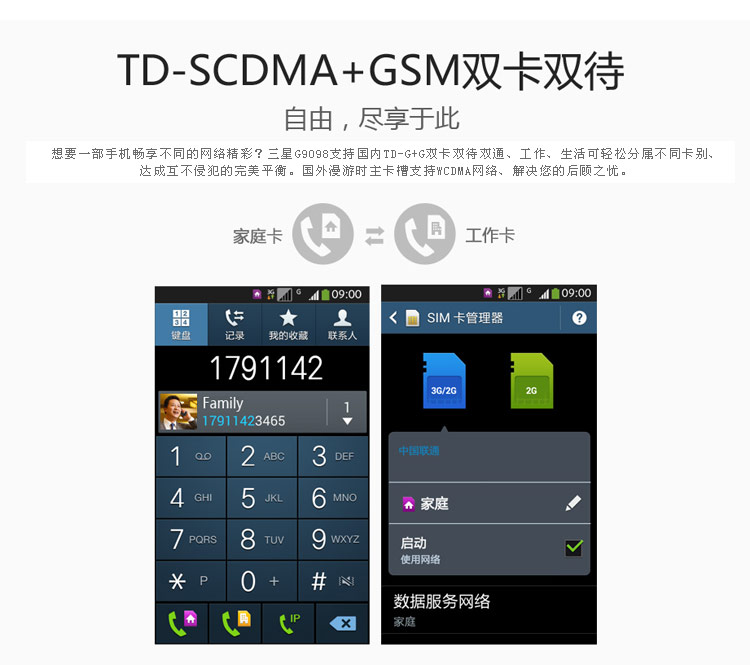 TD-SCDMA+GSM双卡双待
自由，尽享于此
想要一部手机畅享不同的网络精彩？三星G9098支持国内TD-G+G双卡双待双通、工作、生活可轻松分属不同卡别、
达成互不侵犯的完美平衡。国外漫游时主卡槽支持WCDMA网络、解决您的后顾之忧。
家庭卡
工作卡
3G G 09:00
1 2
3 4
键盘 记录 我的收藏 联系人
1791142
Family
17911423465
1
1
2 ABC
3 DEF
4 GHI
5 JKL
6 MNO
7 PQRS
8 TUV
9 WXYZ
* P
0 +
#
IP
3G G 09:00
SIM 卡管理器 ?
3G/2G
2G
中国联通
家庭
启动
使用网络
数据服务网络
家庭